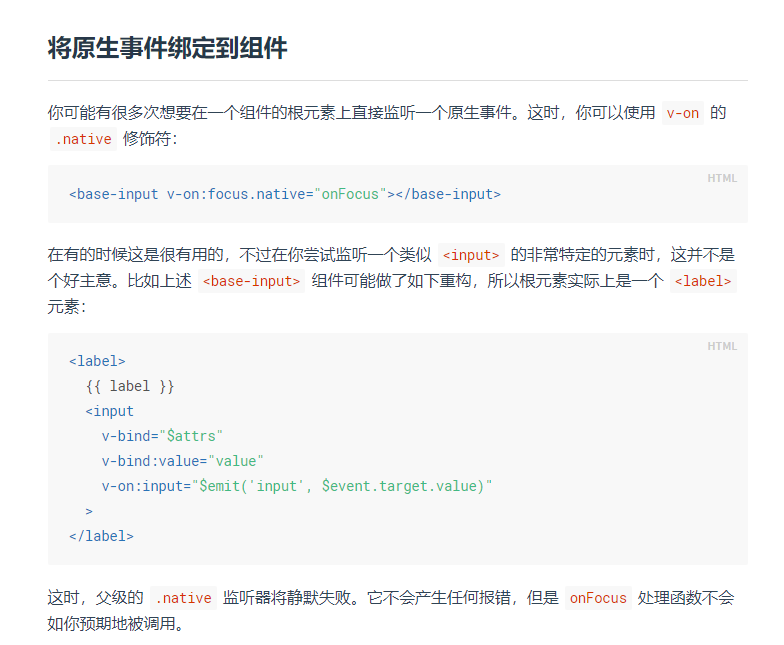 将原生事件绑定到组件
你可能有很多次想要在一个组件的根元素上直接监听一个原生事件。这时，你可以使用 v-on 的
.native 修饰符：
HTML
<base-input v-on:focus.native="onFocus"></base-input>
在有的时候这是很有用的，不过在你尝试监听一个类似 <input> 的非常特定的元素时，这并不是
个好主意。比如上述 <base-input> 组件可能做了如下重构，所以根元素实际上是一个 <label>
元素：
HTML
<label>
  {{ label }}
  <input
    v-bind="$attrs"
    v-bind:value="value"
    v-on:input="$emit('input', $event.target.value)"
  >
</label>
这时，父级的 .native 监听器将静默失败。它不会产生任何报错，但是 onFocus 处理函数不会
如你预期地被调用。